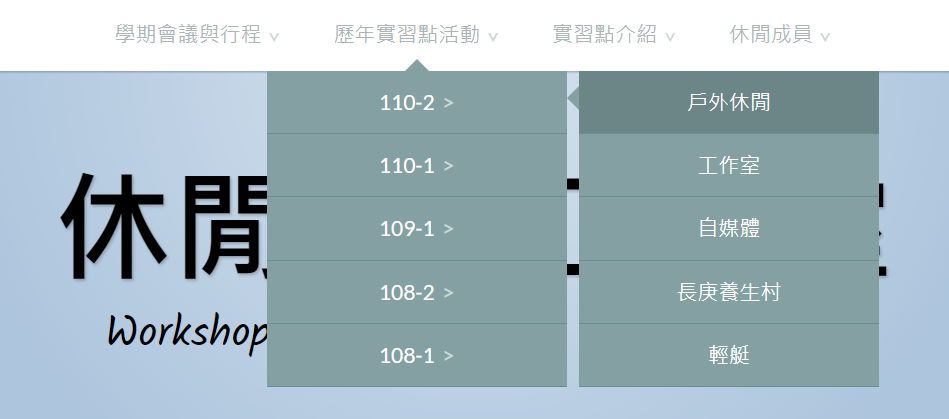 學期會議與行程
歷年實習點活動
實習點介紹
休閒成員
110-2 >
110-1 >
109-1 >
108-2 >
108-1 >
戶外休閒
工作室
自媒體
長庚養生村
輕艇
休閒
Workshop